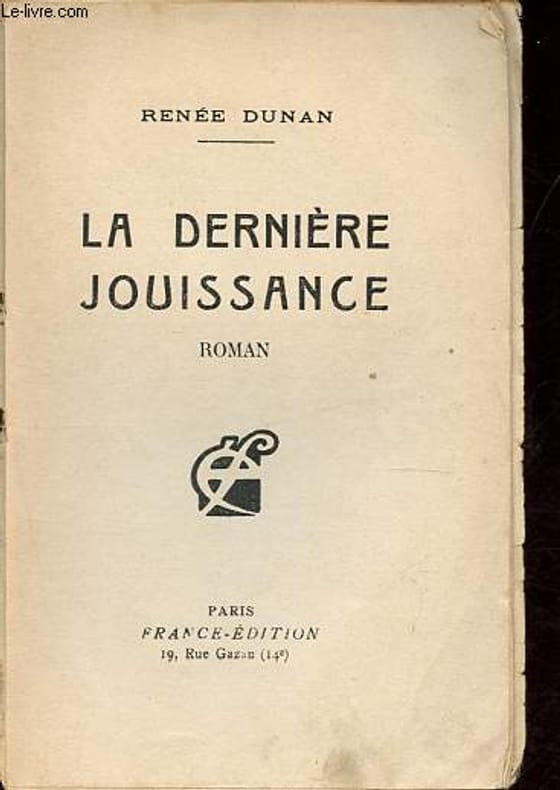 Le-livre.com
RENÉE DUNAN
LA DERNIÈRE
JOUISSANCE
ROMAN
PARIS
FRANCE-ÉDITION
19, Rue Gazan (14e)